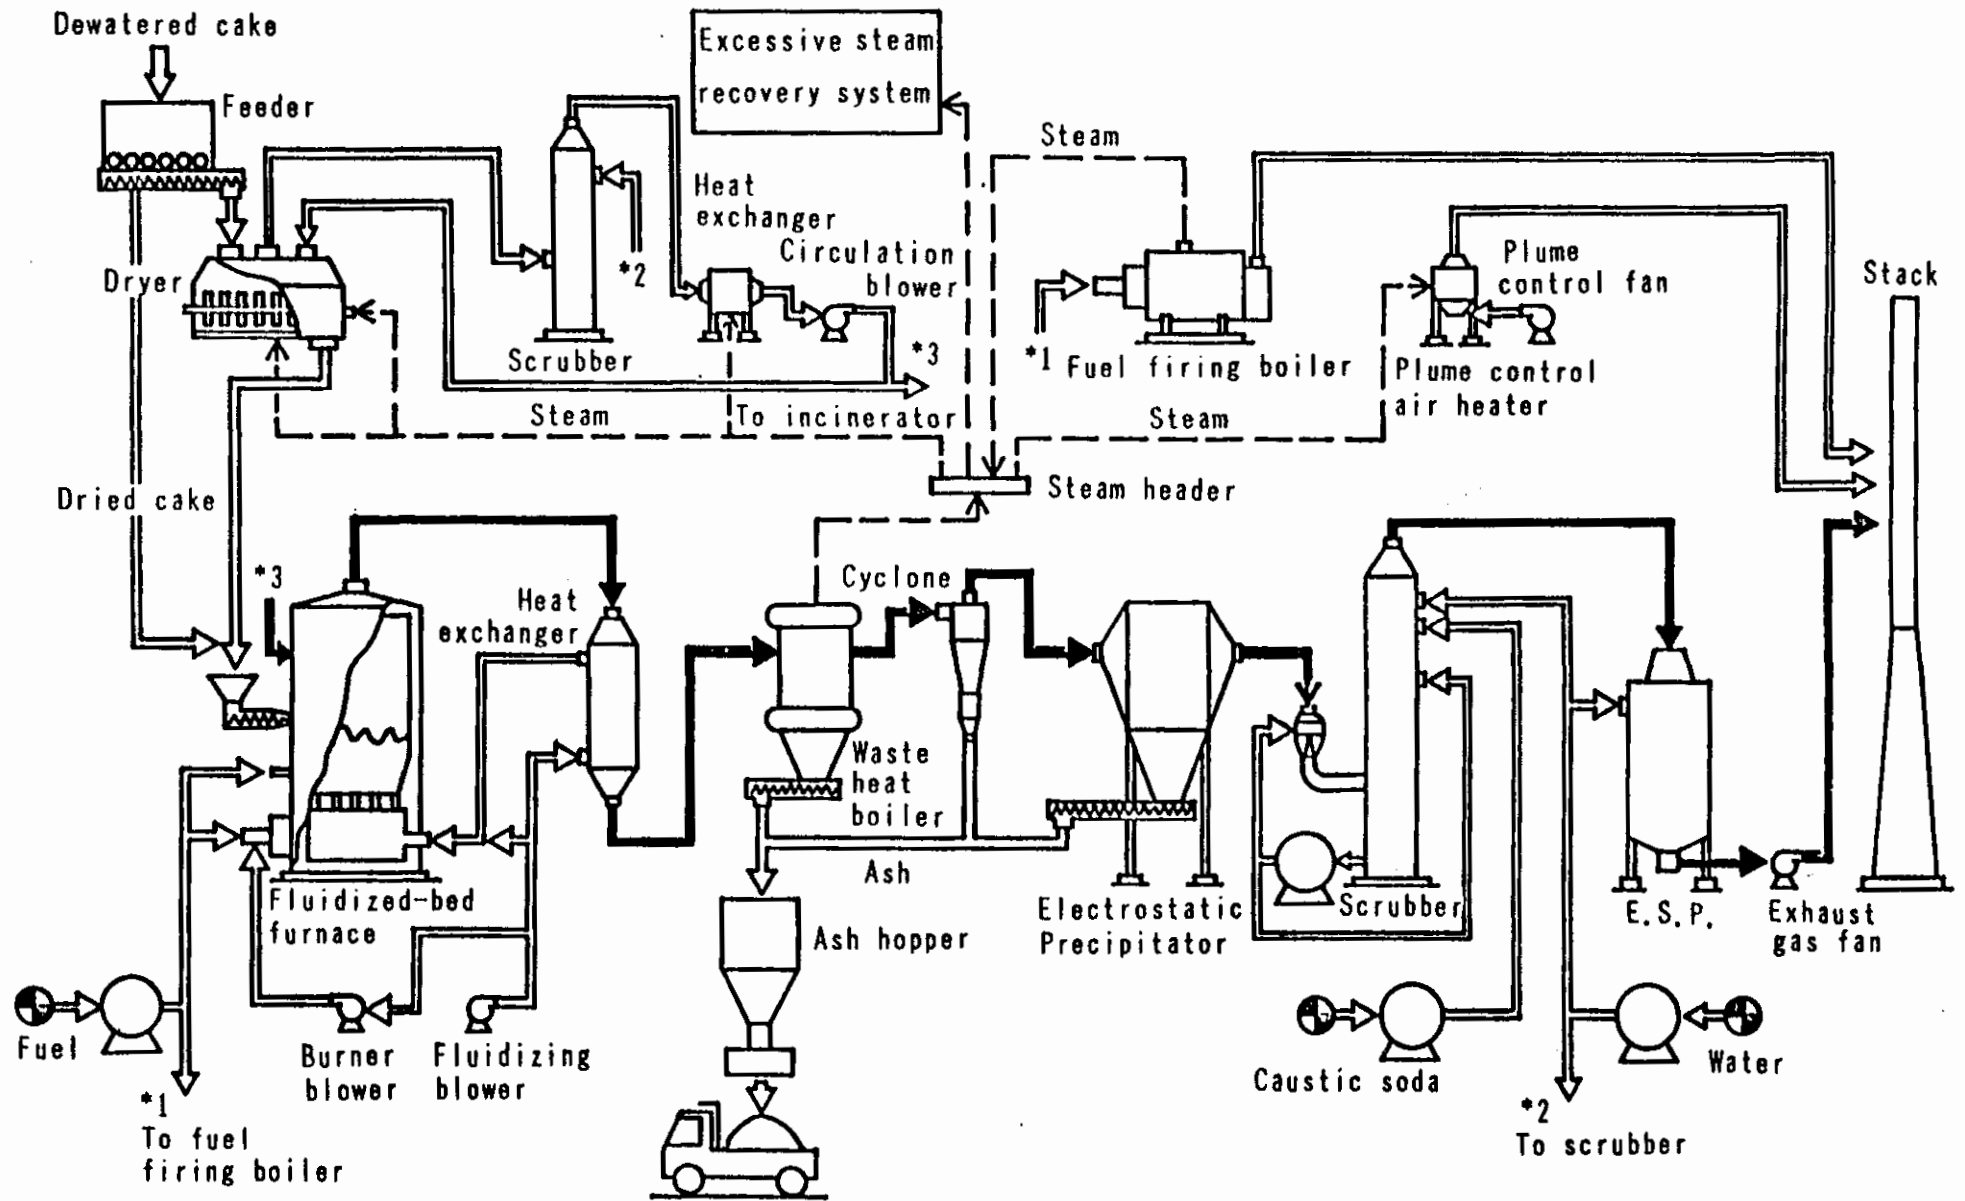 Dewatered cake
Feeder
Excessive steam
recovery system
Steam
Heat
exchanger
Circulation
blower
Plume
control fan
Stack
Dryer
*2
*3
Scrubber
*1
Fuel firing boiler
Plume control
air heater
Steam
To incinerator
Steam
Dried cake
Steam header
*3
Heat
exchanger
Cyclone
Waste
heat
boiler
Ash
Fluidized-bed
furnace
Ash hopper
Electrostatic
Precipitator
Scrubber
E.S.P.
Exhaust
gas fan
Fuel
Burner
blower
Fluidizing
blower
Caustic soda
Water
*1
To fuel
firing boiler
*2
To scrubber